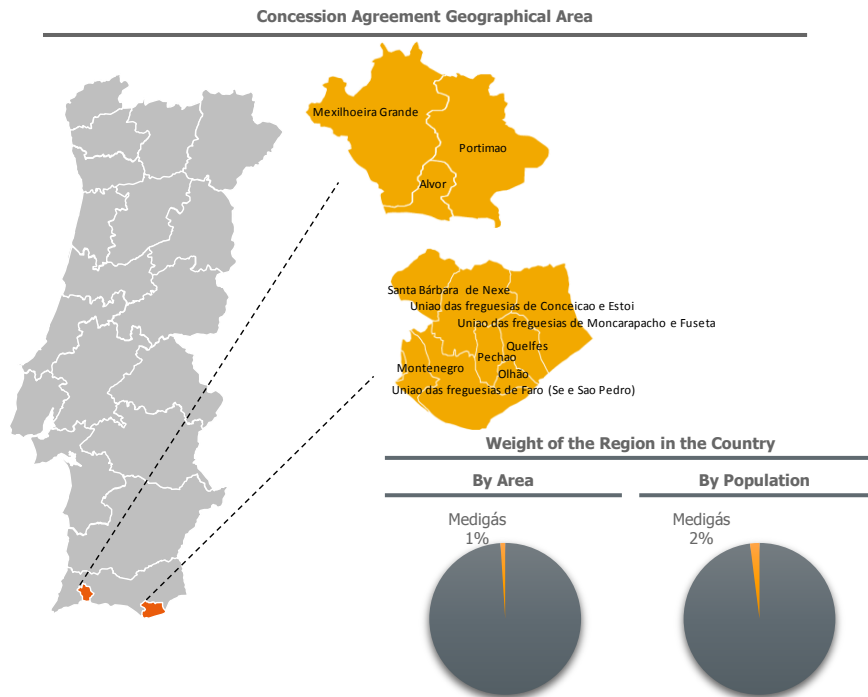 Concession Agreement Geographical Area
Mexilhoeira Grande
Portimao
Alvor
Santa Bárbara de Nexe
Uniao das freguesias de Conceicao e Estoi
Uniao das freguesias de Moncarapacho e Fuseta
Quelfes
Pechao
Montenegro
Olhão
Uniao das freguesias de Faro (Se e Sao Pedro)
Weight of the Region in the Country
By Area
By Population
Medigás
1%
Medigás
2%